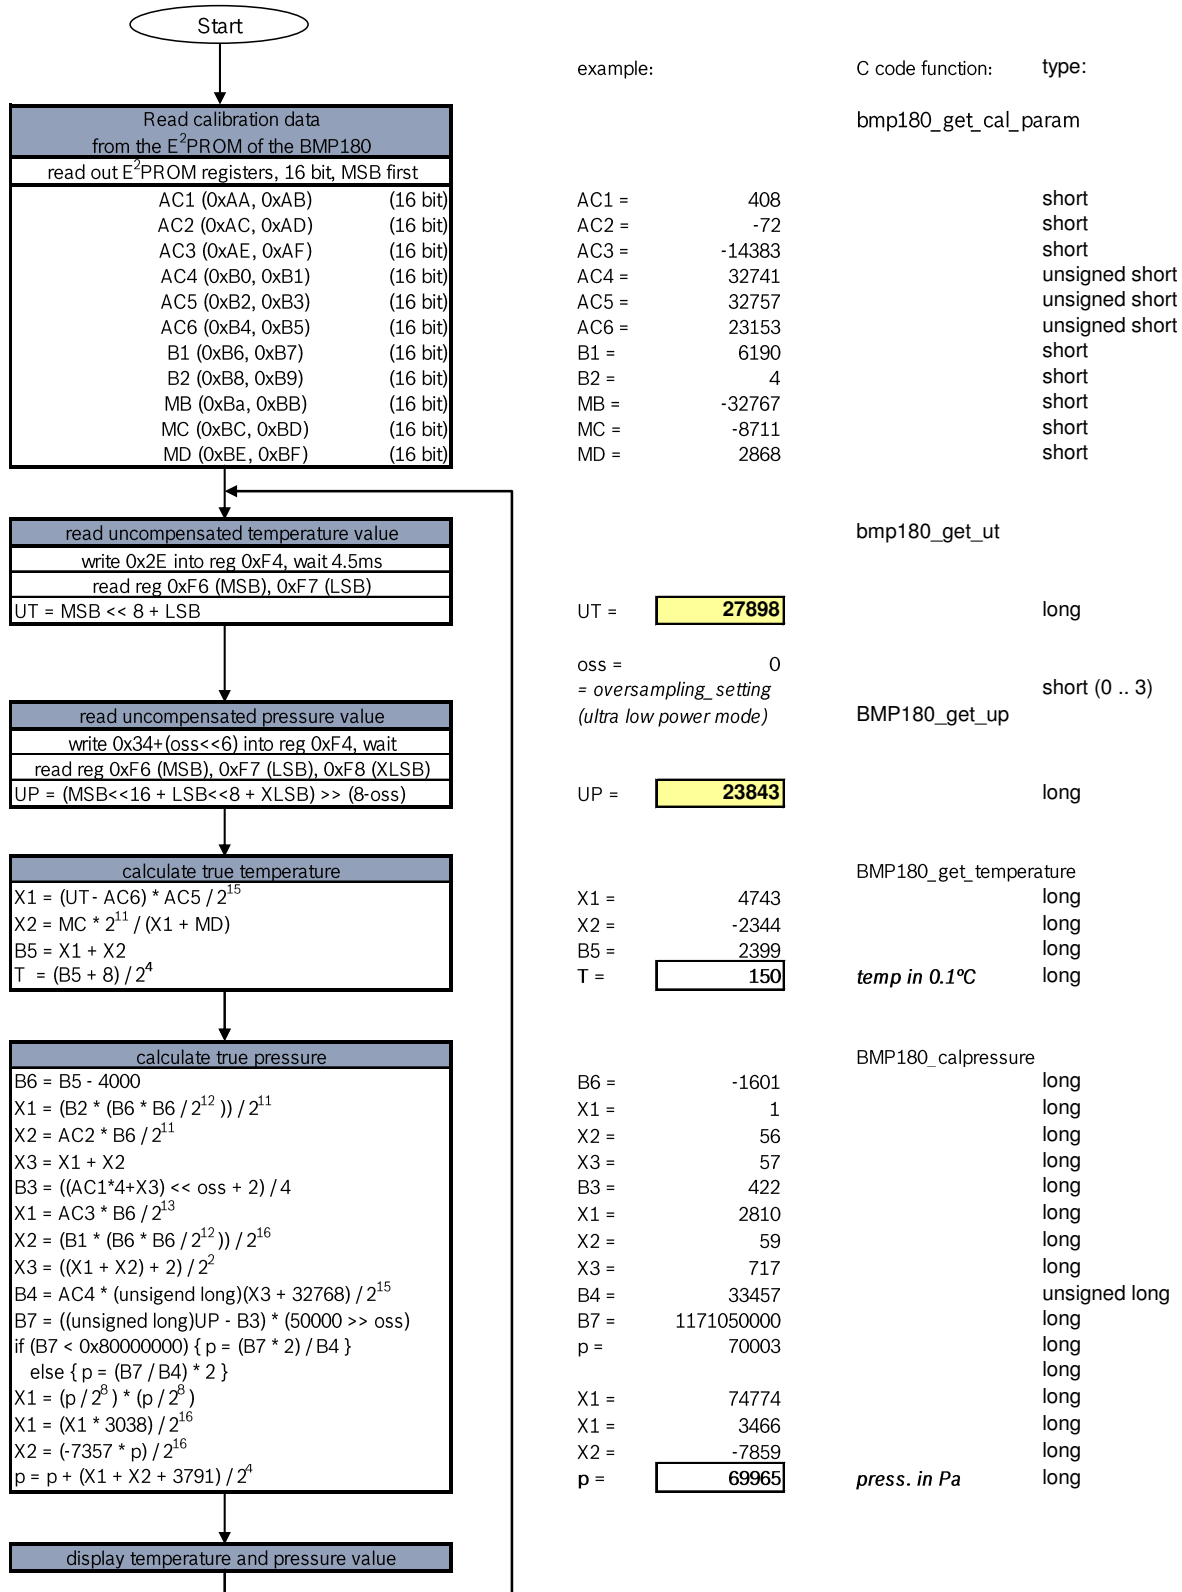 Start
example: C code function: type:
Read calibration data bmp180_get_cal_param
from the E²PROM of the BMP180
read out E²PROM registers, 16 bit, MSB first
AC1 (0xAA, 0xAB) (16 bit) AC1 = 408 short
AC2 (0xAC, 0xAD) (16 bit) AC2 = -72 short
AC3 (0xAE, 0xAF) (16 bit) AC3 = -14383 short
AC4 (0xB0, 0xB1) (16 bit) AC4 = 32741 unsigned short
AC5 (0xB2, 0xB3) (16 bit) AC5 = 32757 unsigned short
AC6 (0xB4, 0xB5) (16 bit) AC6 = 23153 unsigned short
B1 (0xB6, 0xB7) (16 bit) B1 = 6190 short
B2 (0xB8, 0xB9) (16 bit) B2 = 4 short
MB (0xBa, 0xBB) (16 bit) MB = -32767 short
MC (0xBC, 0xBD) (16 bit) MC = -8711 short
MD (0xBE, 0xBF) (16 bit) MD = 2868 short
read uncompensated temperature value bmp180_get_ut
write 0x2E into reg 0xF4, wait 4.5ms
read reg 0xF6 (MSB), 0xF7 (LSB)
UT = MSB << 8 + LSB UT = 27898 long
oss = 0
= oversampling_setting short (0 .. 3)
read uncompensated pressure value (ultra low power mode) BMP180_get_up
write 0x34+(oss<<6) into reg 0xF4, wait
read reg 0xF6 (MSB), 0xF7 (LSB), 0xF8 (XLSB)
UP = (MSB<<16 + LSB<<8 + XLSB) >> (8-oss) UP = 23843 long
calculate true temperature BMP180_get_temperature
X1 = (UT - AC6) * AC5 / 2¹⁵ X1 = 4743 long
X2 = MC * 2¹¹ / (X1 + MD) X2 = -2344 long
B5 = X1 + X2 B5 = 2399 long
T = (B5 + 8) / 2⁴ T = 150 temp in 0.1ºC long
calculate true pressure BMP180_calpressure
B6 = B5 - 4000 B6 = -1601 long
X1 = (B2 * (B6 * B6 / 2¹² )) / 2¹¹ X1 = 1 long
X2 = AC2 * B6 / 2¹¹ X2 = 56 long
X3 = X1 + X2 X3 = 57 long
B3 = ((AC1*4+X3) << oss + 2) / 4 B3 = 422 long
X1 = AC3 * B6 / 2¹³ X1 = 2810 long
X2 = (B1 * (B6 * B6 / 2¹² )) / 2¹⁶ X2 = 59 long
X3 = ((X1 + X2) + 2) / 2² X3 = 717 long
B4 = AC4 * (unsigend long)(X3 + 32768) / 2¹⁵ B4 = 33457 unsigned long
B7 = ((unsigned long)UP - B3) * (50000 >> oss) B7 = 1171050000 long
if (B7 < 0x80000000) { p = (B7 * 2) / B4 } p = 70003 long
else { p = (B7 / B4) * 2 } long
X1 = (p / 2⁸ ) * (p / 2⁸ ) X1 = 74774 long
X1 = (X1 * 3038) / 2¹⁶ X1 = 3466 long
X2 = (-7357 * p) / 2¹⁶ X2 = -7859 long
p = p + (X1 + X2 + 3791) / 2⁴ p = 69965 press. in Pa long
display temperature and pressure value